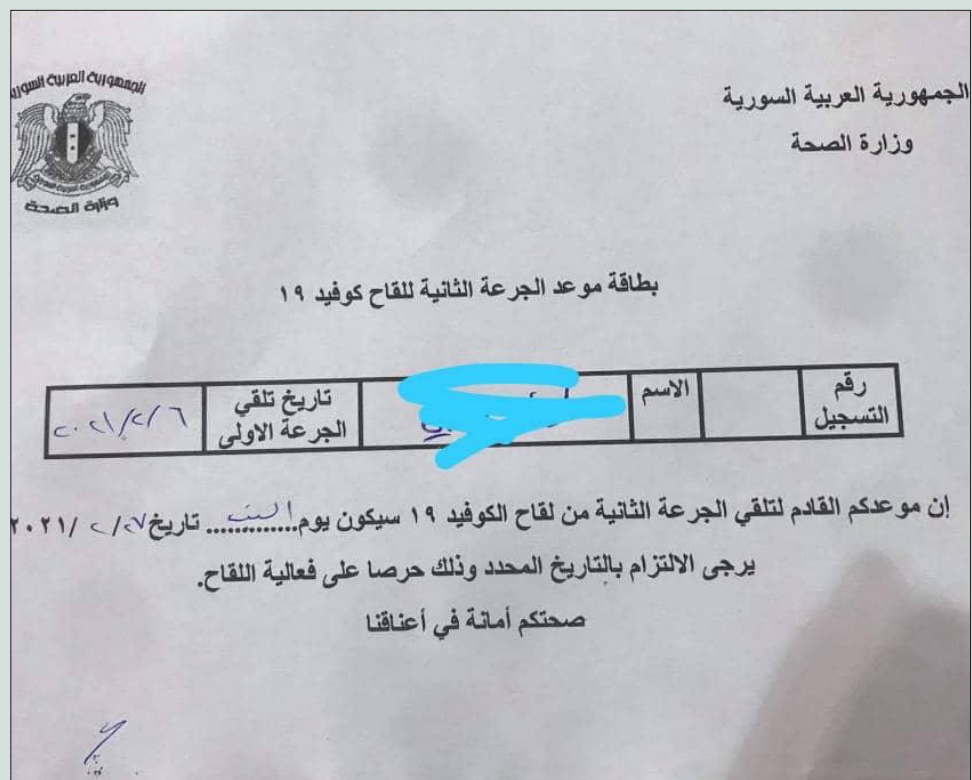 الجمهورية العربية السورية
وزارة الصحة
الجمهورية العربية السورية
وزارة الصحة
بطاقة موعد الجرعة الثانية للقاح كوفيد ١٩
رقم التسجيل
الاسم
تاريخ تلقي الجرعة الاولى
٢٠٢١/٢/٦
إن موعدكم القادم لتلقي الجرعة الثانية من لقاح الكوفيد ١٩ سيكون يوم.السبت. تاريخ ٢٧/ ٢ /٢٠٢١
يرجى الالتزام بالتاريخ المحدد وذلك حرصا على فعالية اللقاح.
صحتكم أمانة في أعناقنا